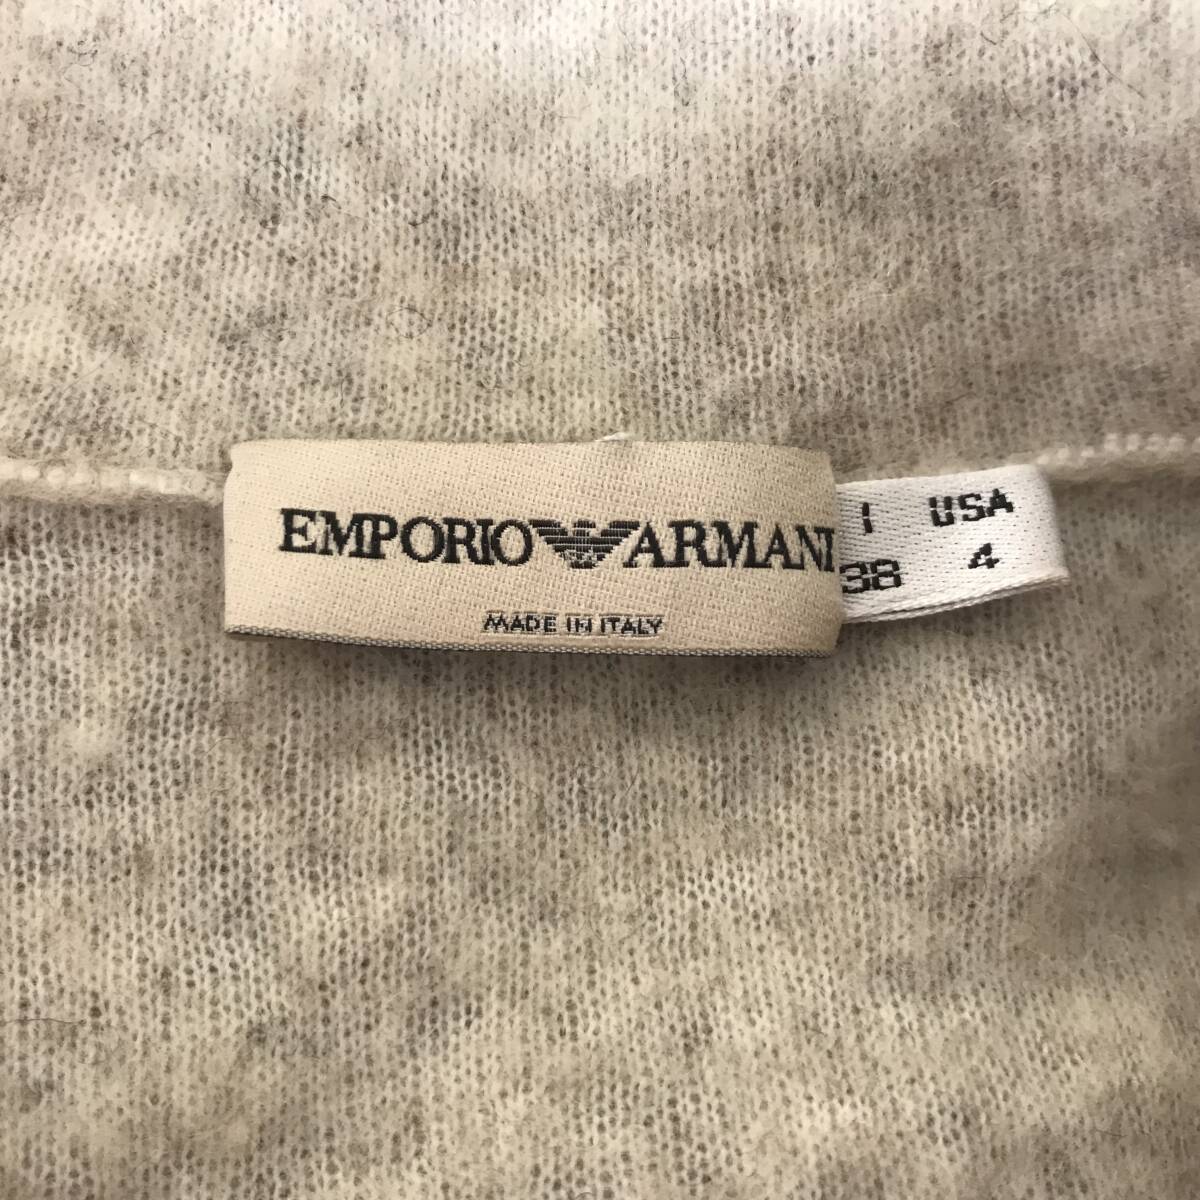 EMPORIO ARMANI
MADE IN ITALY
I USA
38 4